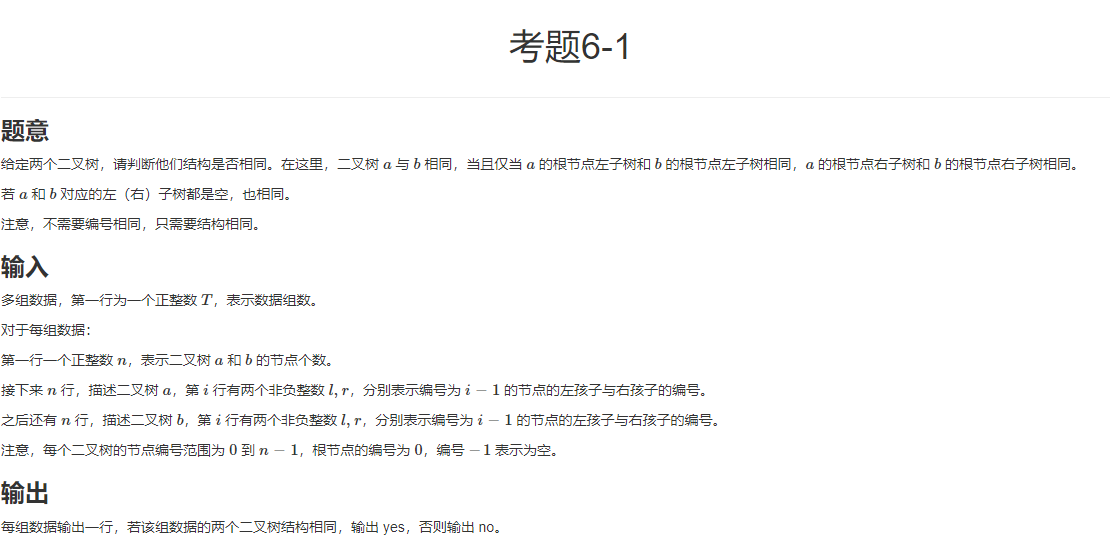 考题6-1
题意
给定两个二叉树，请判断他们结构是否相同。在这里，二叉树 a 与 b 相同，当且仅当 a 的根节点左子树和 b 的根节点左子树相同，a 的根节点右子树和 b 的根节点右子树相同。
若 a 和 b 对应的左（右）子树都是空，也相同。
注意，不需要编号相同，只需要结构相同。
输入
多组数据，第一行为一个正整数 T，表示数据组数。
对于每组数据：
第一行一个正整数 n，表示二叉树 a 和 b 的节点个数。
接下来 n 行，描述二叉树 a，第 i 行有两个非负整数 l, r，分别表示编号为 i − 1 的节点的左孩子与右孩子的编号。
之后还有 n 行，描述二叉树 b，第 i 行有两个非负整数 l, r，分别表示编号为 i − 1 的节点的左孩子与右孩子的编号。
注意，每个二叉树的节点编号范围为 0 到 n − 1，根节点的编号为 0，编号 −1 表示为空。
输出
每组数据输出一行，若该组数据的两个二叉树结构相同，输出 yes，否则输出 no。